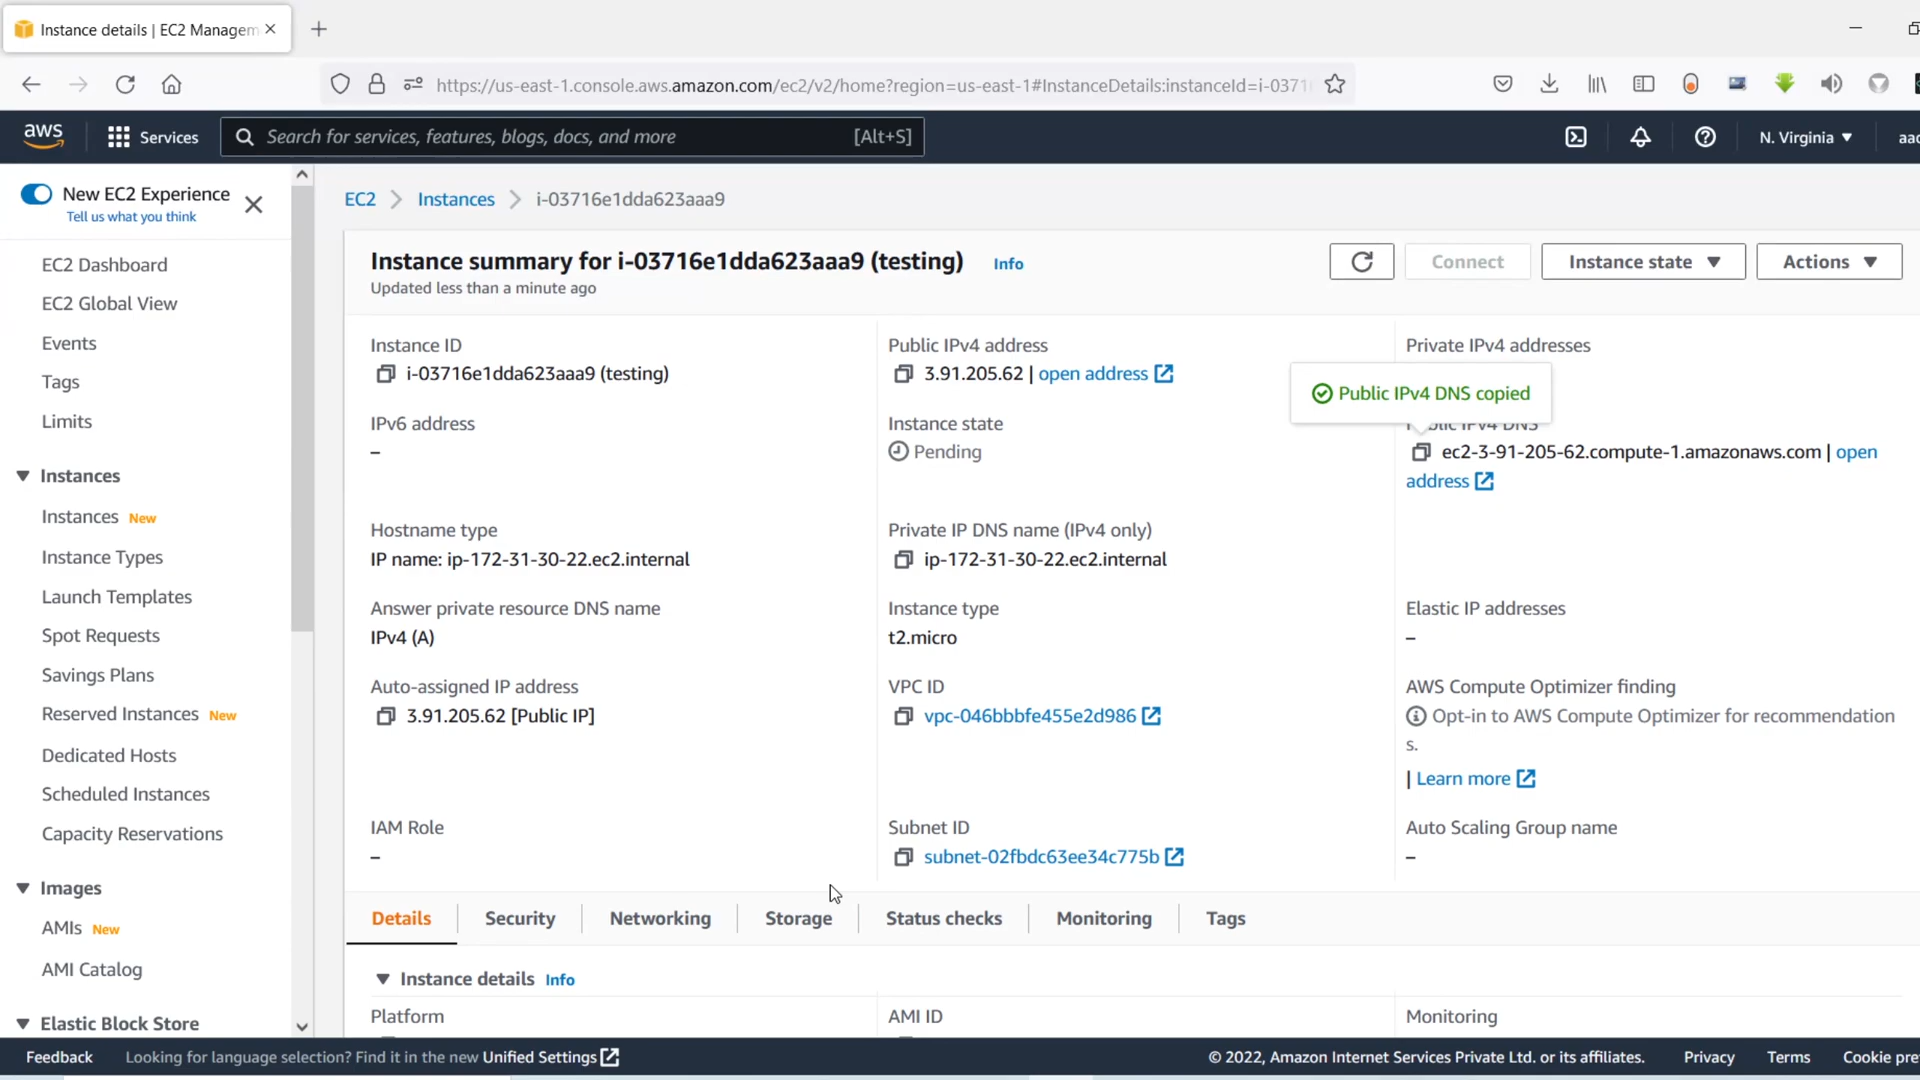 Instance details | EC2 Managem
https://us-east-1.console.aws.amazon.com/ec2/v2/home?region=us-east-1#InstanceDetails:instanceId=i-0371
aws
Services
Search for services, features, blogs, docs, and more
[Alt+S]
N. Virginia
New EC2 Experience
Tell us what you think
EC2 Dashboard
EC2 Global View
Events
Tags
Limits
Instances
Instances New
Instance Types
Launch Templates
Spot Requests
Savings Plans
Reserved Instances New
Dedicated Hosts
Scheduled Instances
Capacity Reservations
Images
AMIs New
AMI Catalog
Elastic Block Store
EC2
Instances
i-03716e1dda623aaa9
Instance summary for i-03716e1dda623aaa9 (testing) Info
Updated less than a minute ago
Connect
Instance state
Actions
Instance ID
i-03716e1dda623aaa9 (testing)
Public IPv4 address
3.91.205.62 | open address
Private IPv4 addresses
Public IPv4 DNS copied
IPv6 address
–
Instance state
Pending
Public IPv4 DNS
ec2-3-91-205-62.compute-1.amazonaws.com | open
address
Hostname type
IP name: ip-172-31-30-22.ec2.internal
Private IP DNS name (IPv4 only)
ip-172-31-30-22.ec2.internal
Answer private resource DNS name
IPv4 (A)
Instance type
t2.micro
Elastic IP addresses
–
Auto-assigned IP address
3.91.205.62 [Public IP]
VPC ID
vpc-046bbbfe455e2d986
AWS Compute Optimizer finding
Opt-in to AWS Compute Optimizer for recommendation
s.
| Learn more
IAM Role
–
Subnet ID
subnet-02fbdc63ee34c775b
Auto Scaling Group name
–
Details
Security
Networking
Storage
Status checks
Monitoring
Tags
Instance details Info
Platform
AMI ID
Monitoring
Feedback
Looking for language selection? Find it in the new Unified Settings
© 2022, Amazon Internet Services Private Ltd. or its affiliates.
Privacy
Terms
Cookie pre